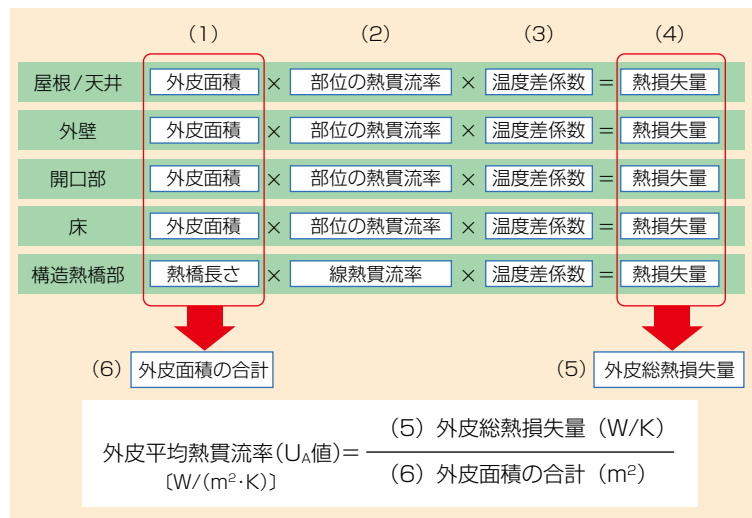 (1) (2) (3) (4)
屋根/天井 外皮面積 × 部位の熱貫流率 × 温度差係数 = 熱損失量
外壁 外皮面積 × 部位の熱貫流率 × 温度差係数 = 熱損失量
開口部 外皮面積 × 部位の熱貫流率 × 温度差係数 = 熱損失量
床 外皮面積 × 部位の熱貫流率 × 温度差係数 = 熱損失量
構造熱橋部 熱橋長さ × 線熱貫流率 × 温度差係数 = 熱損失量
(6) 外皮面積の合計 (5) 外皮総熱損失量
外皮平均熱貫流率(UA値)=
〔W/(m²·K)〕
(5) 外皮総熱損失量 (W/K)
(6) 外皮面積の合計 (m²)